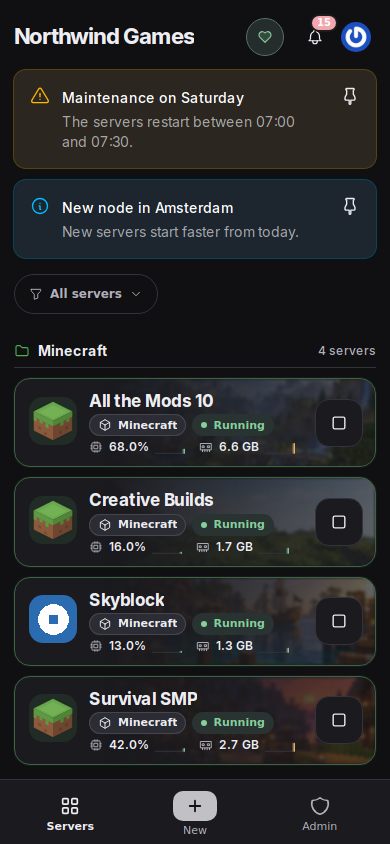 Northwind Games
15
Maintenance on Saturday
The servers restart between 07:00
and 07:30.
New node in Amsterdam
New servers start faster from today.
All servers
Minecraft
4 servers
All the Mods 10
Minecraft
Running
68.0%
6.6 GB
Creative Builds
Minecraft
Running
16.0%
1.7 GB
Skyblock
Minecraft
Running
13.0%
1.3 GB
Survival SMP
Minecraft
Running
42.0%
2.7 GB
Servers
New
Admin